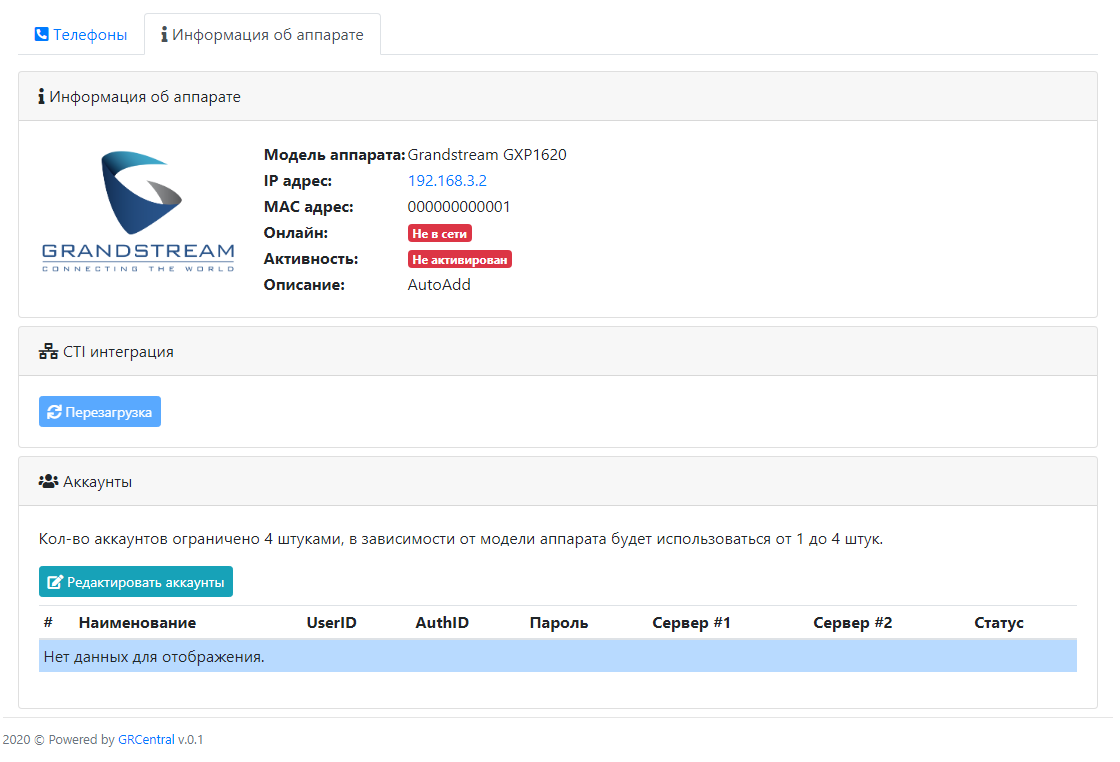 Телефоны
Информация об аппарате
Информация об аппарате
GRANDSTREAM
CONNECTING THE WORLD
Модель аппарата: Grandstream GXP1620
IP адрес: 192.168.3.2
MAC адрес: 000000000001
Онлайн: Не в сети
Активность: Не активирован
Описание: AutoAdd
CTI интеграция
Перезагрузка
Аккаунты
Кол-во аккаунтов ограничено 4 штуками, в зависимости от модели аппарата будет использоваться от 1 до 4 штук.
Редактировать аккаунты
# Наименование UserID AuthID Пароль Сервер #1 Сервер #2 Статус
Нет данных для отображения.
2020 © Powered by GRCentral v.0.1